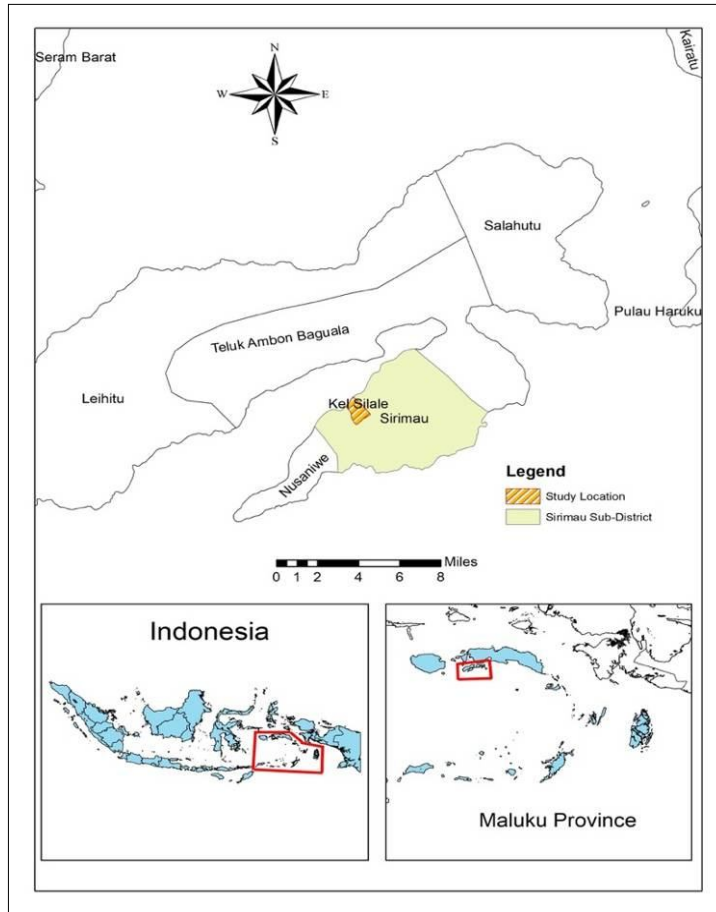 Seram Barat
Kairatu
N
W E
S
Salahutu
Pulau Haruku
Teluk Ambon Baguala
Leihitu
Kel Silale
Sirimau
Nusaniwe
Legend
Study Location
Sirimau Sub-District
Miles
0 1 2 4 6 8
Indonesia
Maluku Province